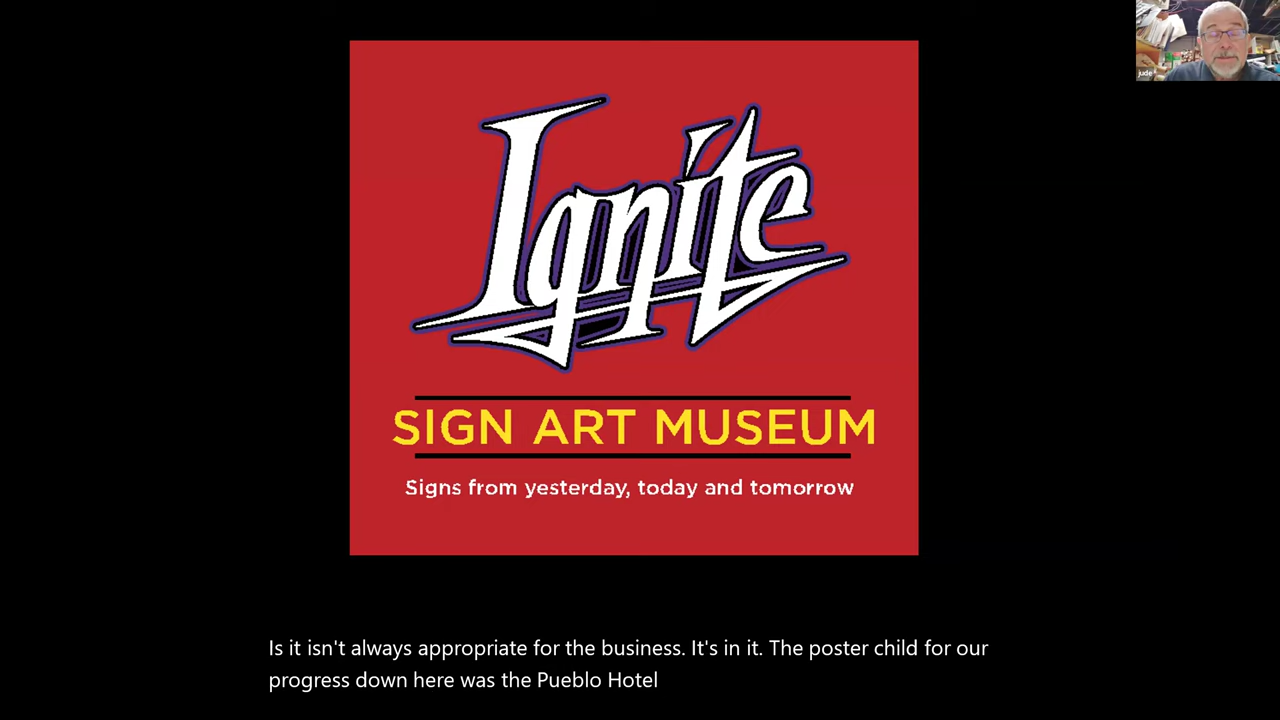 jude
Ignite
SIGN ART MUSEUM
Signs from yesterday, today and tomorrow
Is it isn't always appropriate for the business. It's in it. The poster child for our
progress down here was the Pueblo Hotel